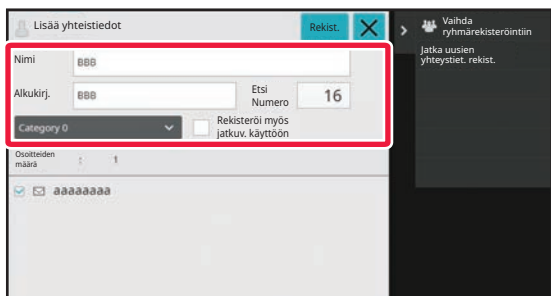 Lisää yhteistiedot
Rekist.
Vaihda
ryhmärekisteröintiin
Jatka uusien
yhteystiet. rekist.
Nimi
BBB
Alkukirj.
BBB
Etsi
Numero
16
Category 0
Rekisteröi myös
jatkuv. käyttöön
Osoitteiden
määrä
: 1
aaaaaaaa